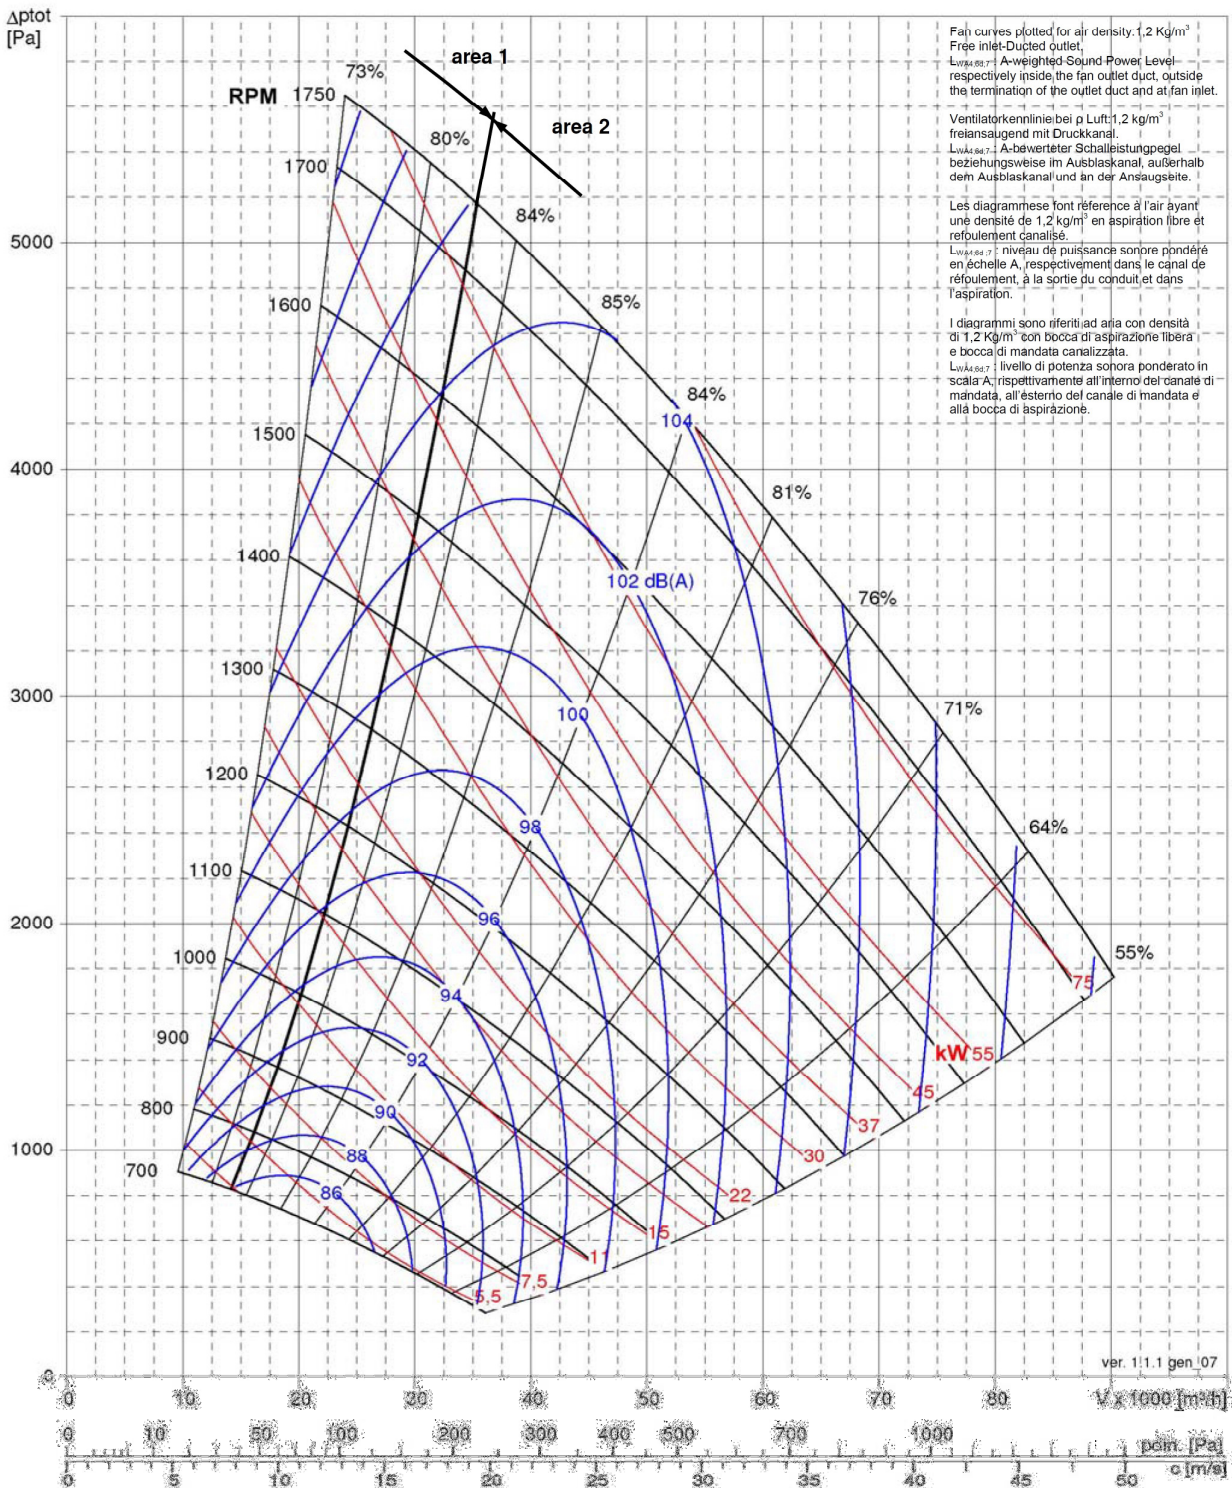 Δptot
[Pa]
Fan curves plotted for air density:1,2 Kg/m³
Free inlet-Ducted outlet.
LWA4;6d;7 : A-weighted Sound Power Level
respectively inside the fan outlet duct, outside
the termination of the outlet duct and at fan inlet.
Ventilatorkennlinie bei ρ Luft:1,2 kg/m³
freiansaugend mit Druckkanal.
LWA4;6d;7 : A-bewerteter Schalleistungpegel
beziehungsweise im Ausblaskanal, außerhalb
dem Ausblaskanal und an der Ansaugseite.
Les diagrammese font réference à l'air ayant
une densité de 1,2 kg/m³ en aspiration libre et
refoulement canalisé.
LWA4;6d ;7 : niveau de puissance sonore pondéré
en échelle A, respectivement dans le canal de
réfoulement, à la sortie du conduit et dans
l'aspiration.
I diagrammi sono riferiti ad aria con densità
di 1,2 Kg/m³ con bocca di aspirazione libera
e bocca di mandata canalizzata.
LWA4;6d;7 : livello di potenza sonora ponderato in
scala A, rispettivamente all'interno del canale di
mandata, all'esterno del canale di mandata e
alla bocca di aspirazione.
area 1
area 2
73%
80%
84%
85%
84%
81%
76%
71%
64%
55%
RPM 1750
1700
1600
1500
1400
1300
1200
1100
1000
900
800
700
5000
4000
3000
2000
1000
0
104
102 dB(A)
100
98
96
94
92
90
88
86
75
kW 55
45
37
30
22
15
11
7,5
5,5
ver. 1.1.1 gen_07
0 10 20 30 40 50 60 70 80 V x 1000 [m³/h]
0 10 50 100 200 300 400 500 700 1000 pdin. [Pa]
0 5 10 15 20 25 30 35 40 45 50 c [m/s]